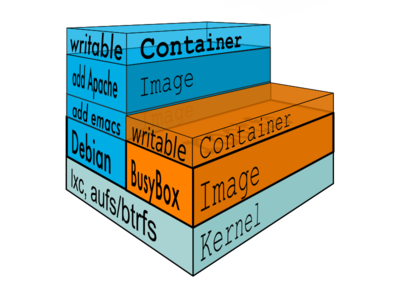 writable Container
add Apache Image
add emacs
Debian
writable Container
BusyBox Image
lxc, aufs/btrfs Kernel